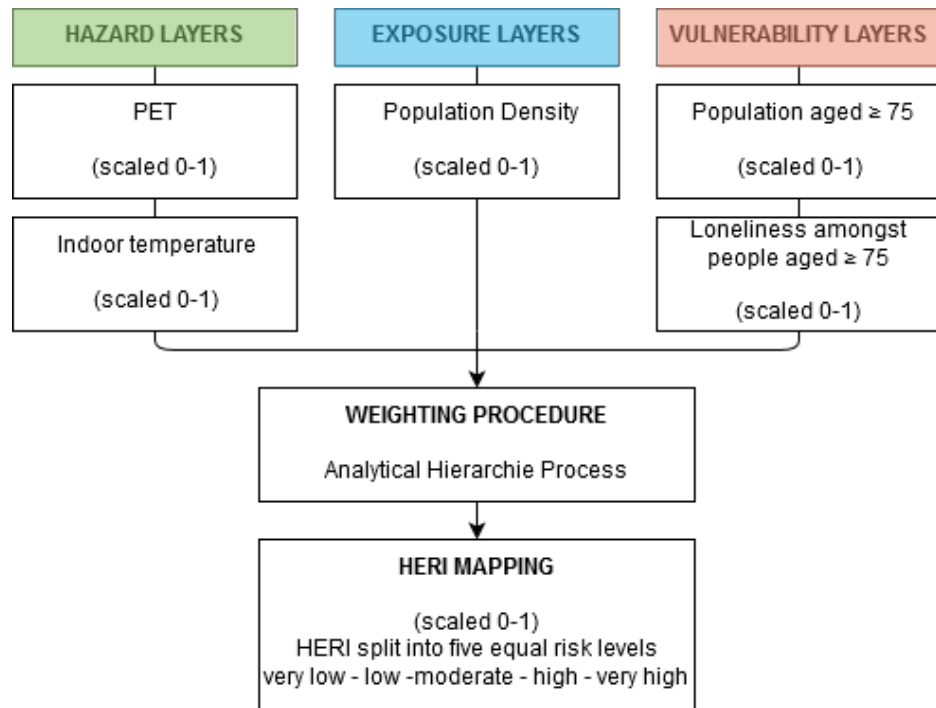 HAZARD LAYERS
EXPOSURE LAYERS
VULNERABILITY LAYERS
PET
(scaled 0-1)
Population Density
(scaled 0-1)
Population aged ≥ 75
(scaled 0-1)
Indoor temperature
(scaled 0-1)
Loneliness amongst
people aged ≥ 75
(scaled 0-1)
WEIGHTING PROCEDURE
Analytical Hierarchie Process
HERI MAPPING
(scaled 0-1)
HERI split into five equal risk levels
very low - low -moderate - high - very high